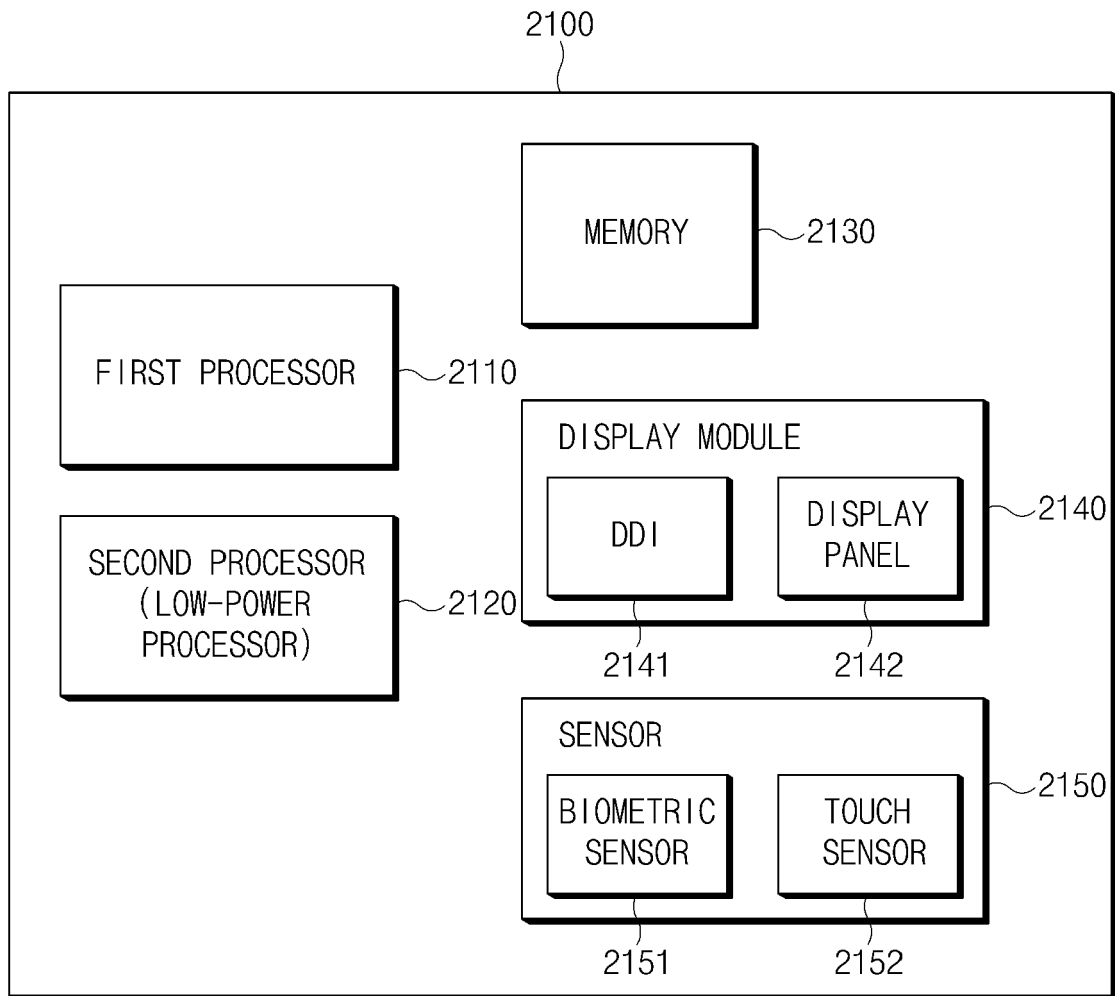 2100
MEMORY
2130
FIRST PROCESSOR
2110
DISPLAY MODULE
DDI
DISPLAY
PANEL
2140
2141
2142
SECOND PROCESSOR
(LOW-POWER
PROCESSOR)
2120
SENSOR
BIOMETRIC
SENSOR
TOUCH
SENSOR
2150
2151
2152